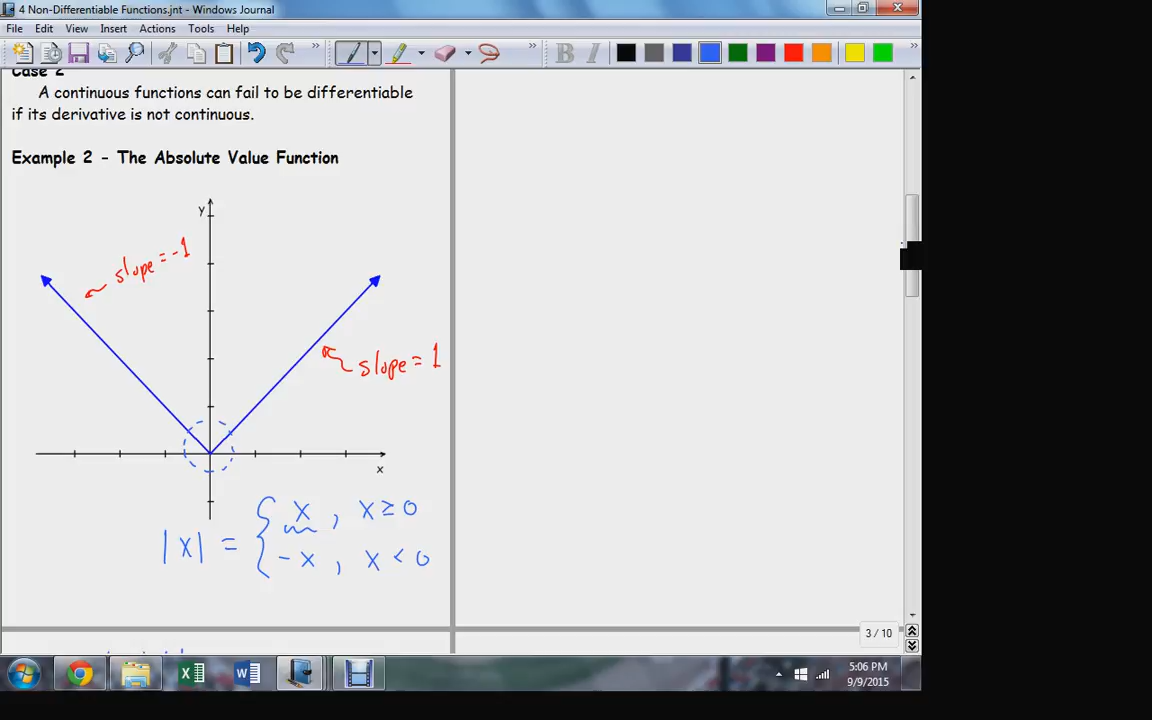 4 Non-Differentiable Functions.jnt - Windows Journal
File Edit View Insert Actions Tools Help
B I
Case 2
A continuous functions can fail to be differentiable
if its derivative is not continuous.
Example 2 - The Absolute Value Function
y
slope = -1
slope = 1
x
|x| = { x , x ≥ 0
-x , x < 0
3 / 10
5:06 PM
9/9/2015